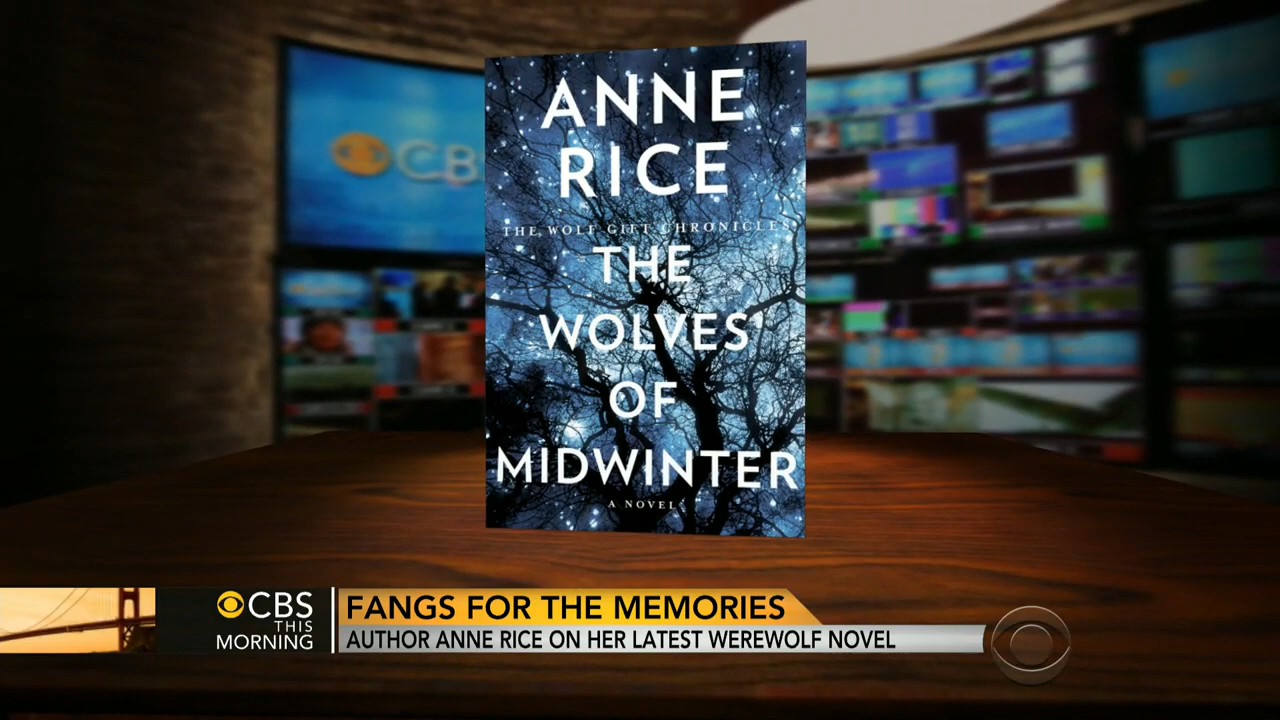 CBS
ANNE
RICE
THE WOLF GIFT CHRONICLES
THE
WOLVES
OF
MIDWINTER
A NOVEL
CBS
THIS
MORNING
FANGS FOR THE MEMORIES
AUTHOR ANNE RICE ON HER LATEST WEREWOLF NOVEL